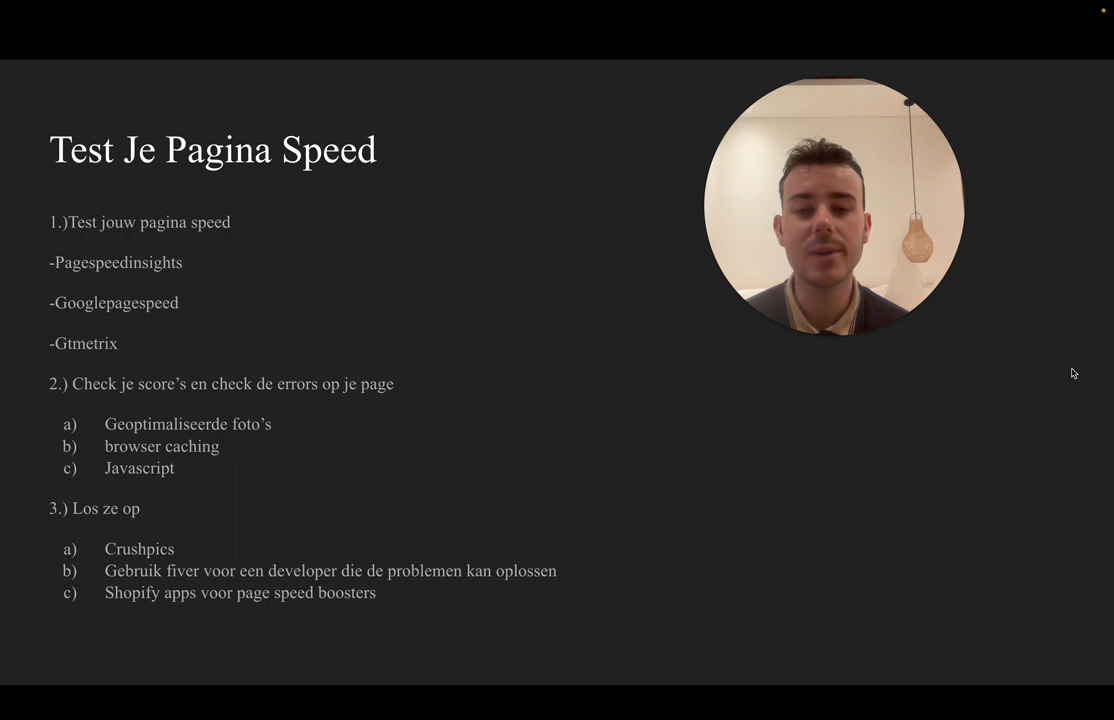 Test Je Pagina Speed
1.)Test jouw pagina speed
-Pagespeedinsights
-Googlepagespeed
-Gtmetrix
2.) Check je score’s en check de errors op je page
a) Geoptimaliseerde foto’s
b) browser caching
c) Javascript
3.) Los ze op
a) Crushpics
b) Gebruik fiver voor een developer die de problemen kan oplossen
c) Shopify apps voor page speed boosters